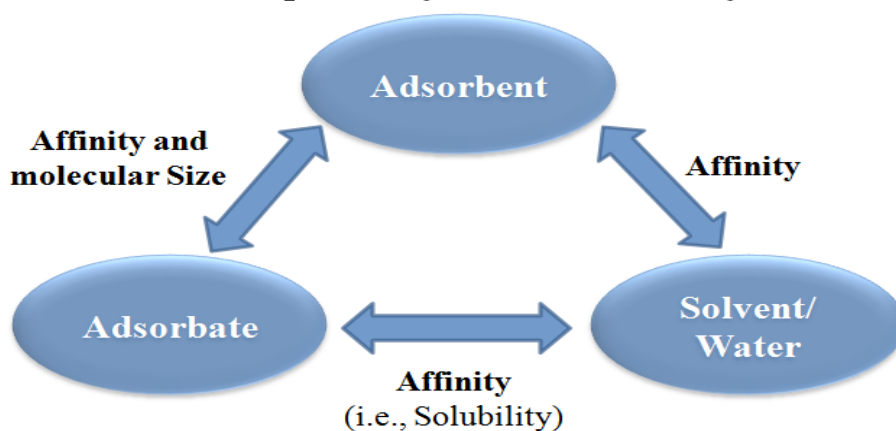 Adsorbent
Affinity and
molecular Size
Affinity
Adsorbate
Solvent/
Water
Affinity
(i.e., Solubility)